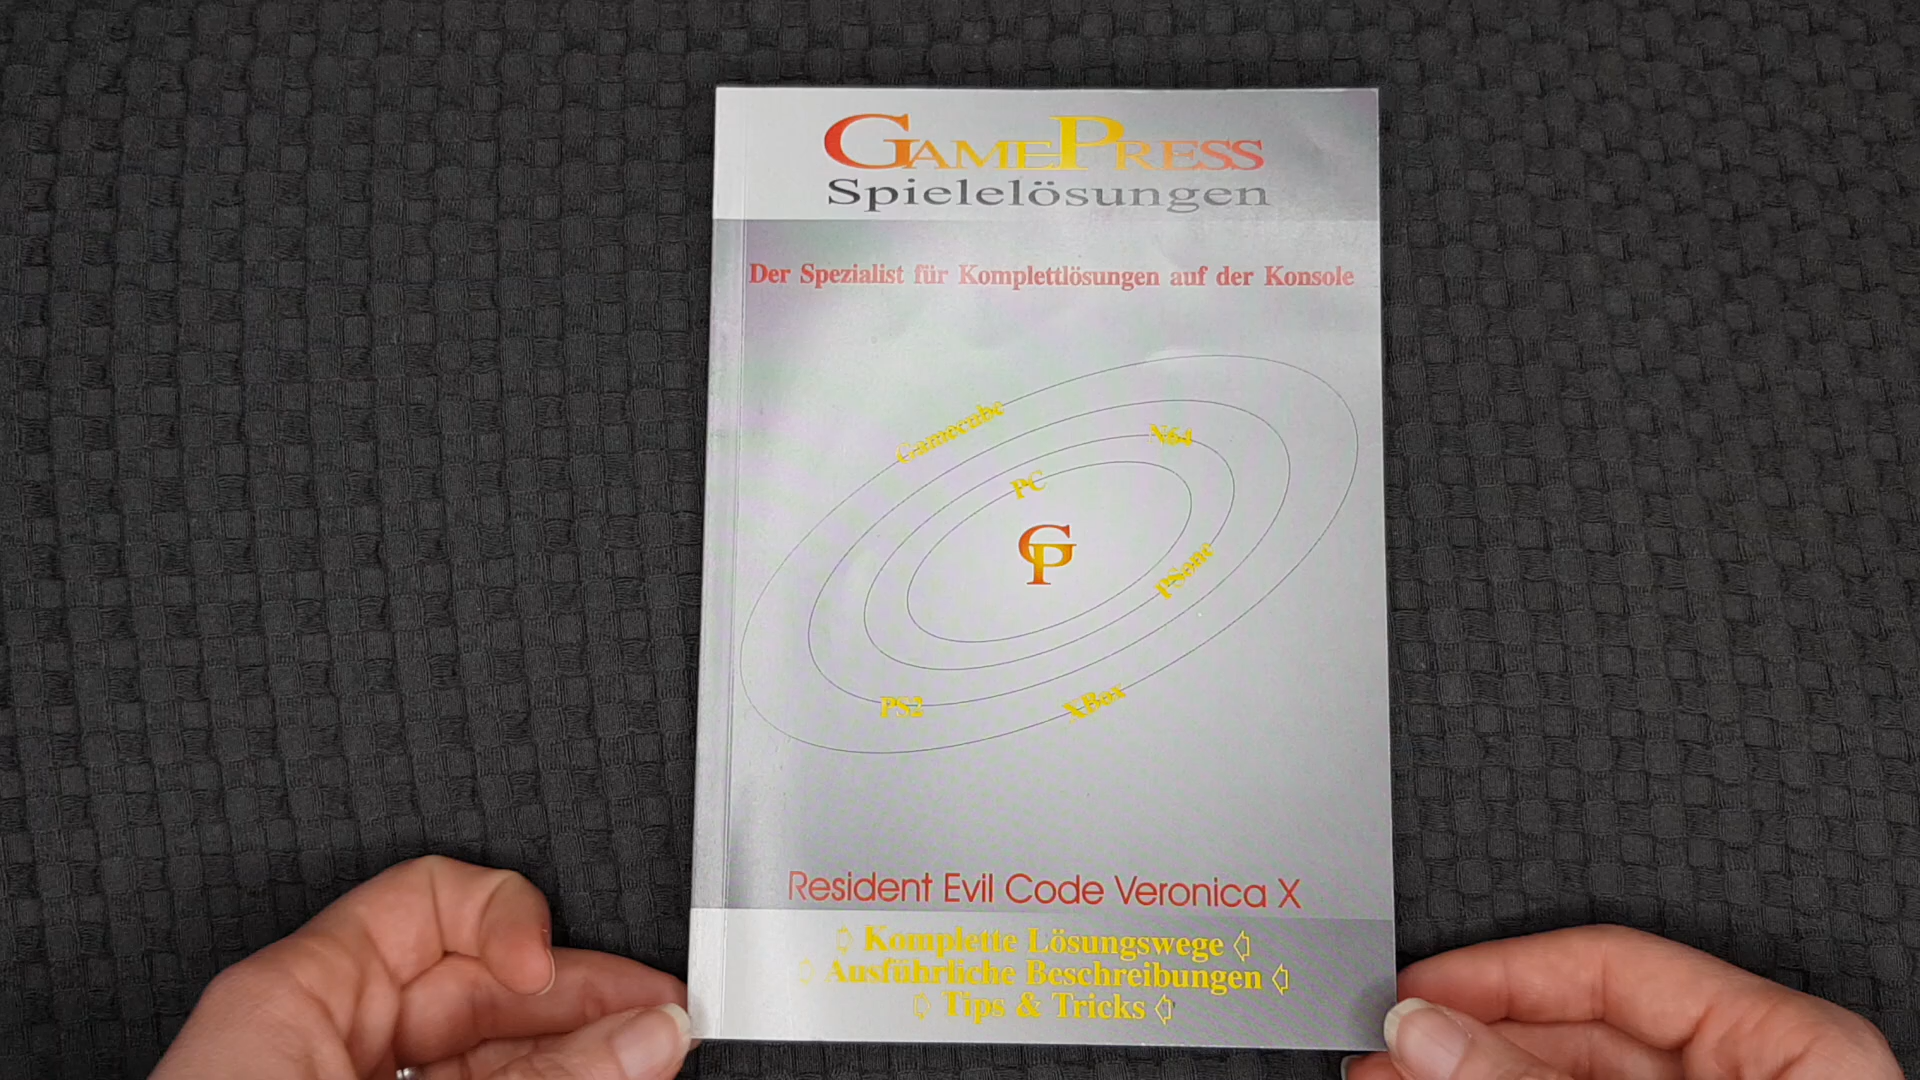 GAMEPRESS
Spielelösungen
Der Spezialist für Komplettlösungen auf der Konsole
Gamecube
N64
PC
GP
PSone
PS2
XBox
Resident Evil Code Veronica X
Komplette Lösungswege
Ausführliche Beschreibungen
Tips & Tricks